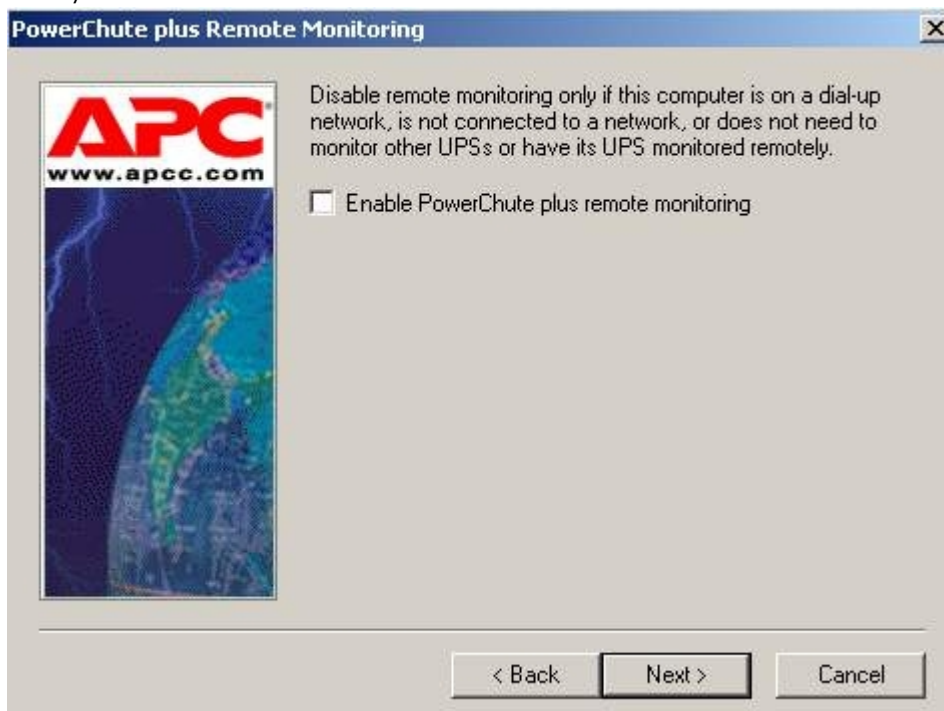 PowerChute plus Remote Monitoring
APC
www.apcc.com
Disable remote monitoring only if this computer is on a dial-up
network, is not connected to a network, or does not need to
monitor other UPSs or have its UPS monitored remotely.
Enable PowerChute plus remote monitoring
< Back
Next >
Cancel